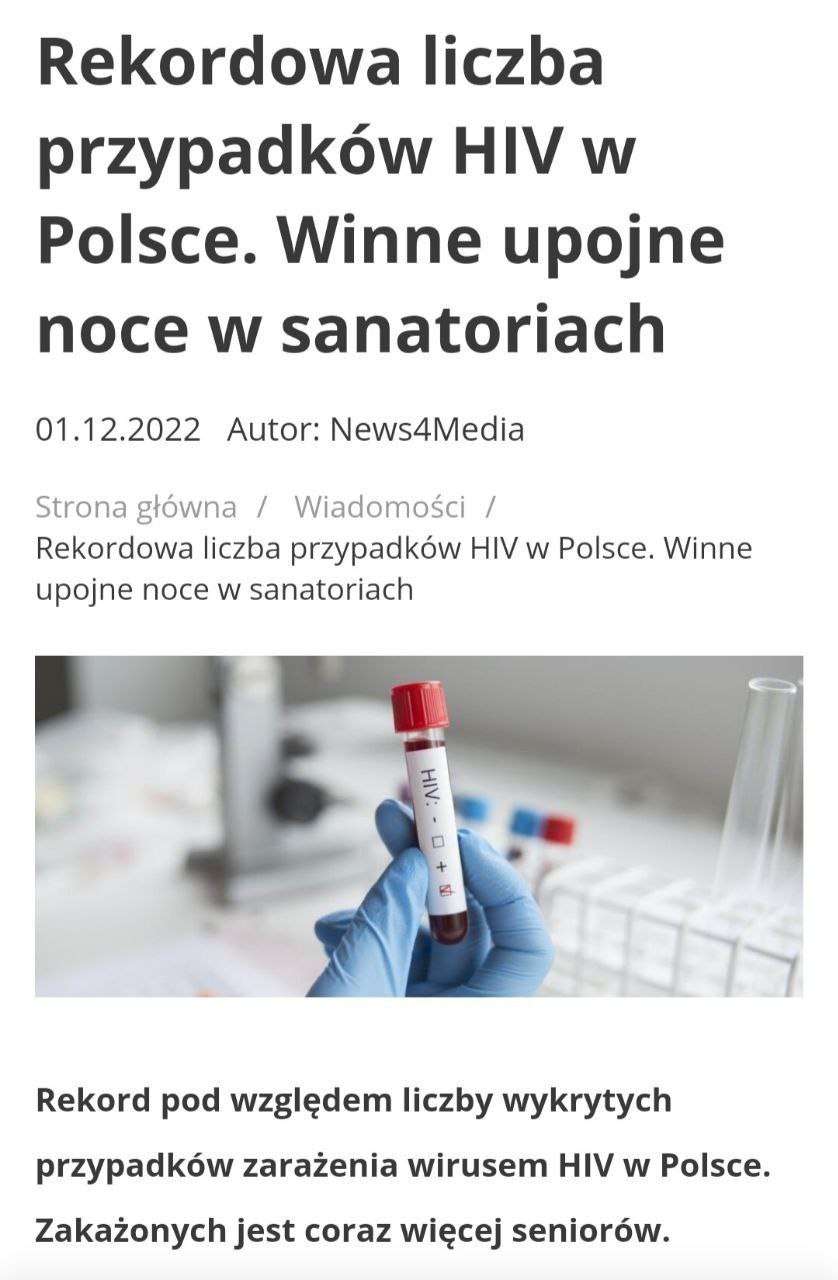 Rekordowa liczba
przypadków HIV w
Polsce. Winne upojne
noce w sanatoriach
01.12.2022 Autor: News4Media
Strona główna / Wiadomości /
Rekordowa liczba przypadków HIV w Polsce. Winne
upojne noce w sanatoriach
HIV: - +
Rekord pod względem liczby wykrytych
przypadków zarażenia wirusem HIV w Polsce.
Zakażonych jest coraz więcej seniorów.